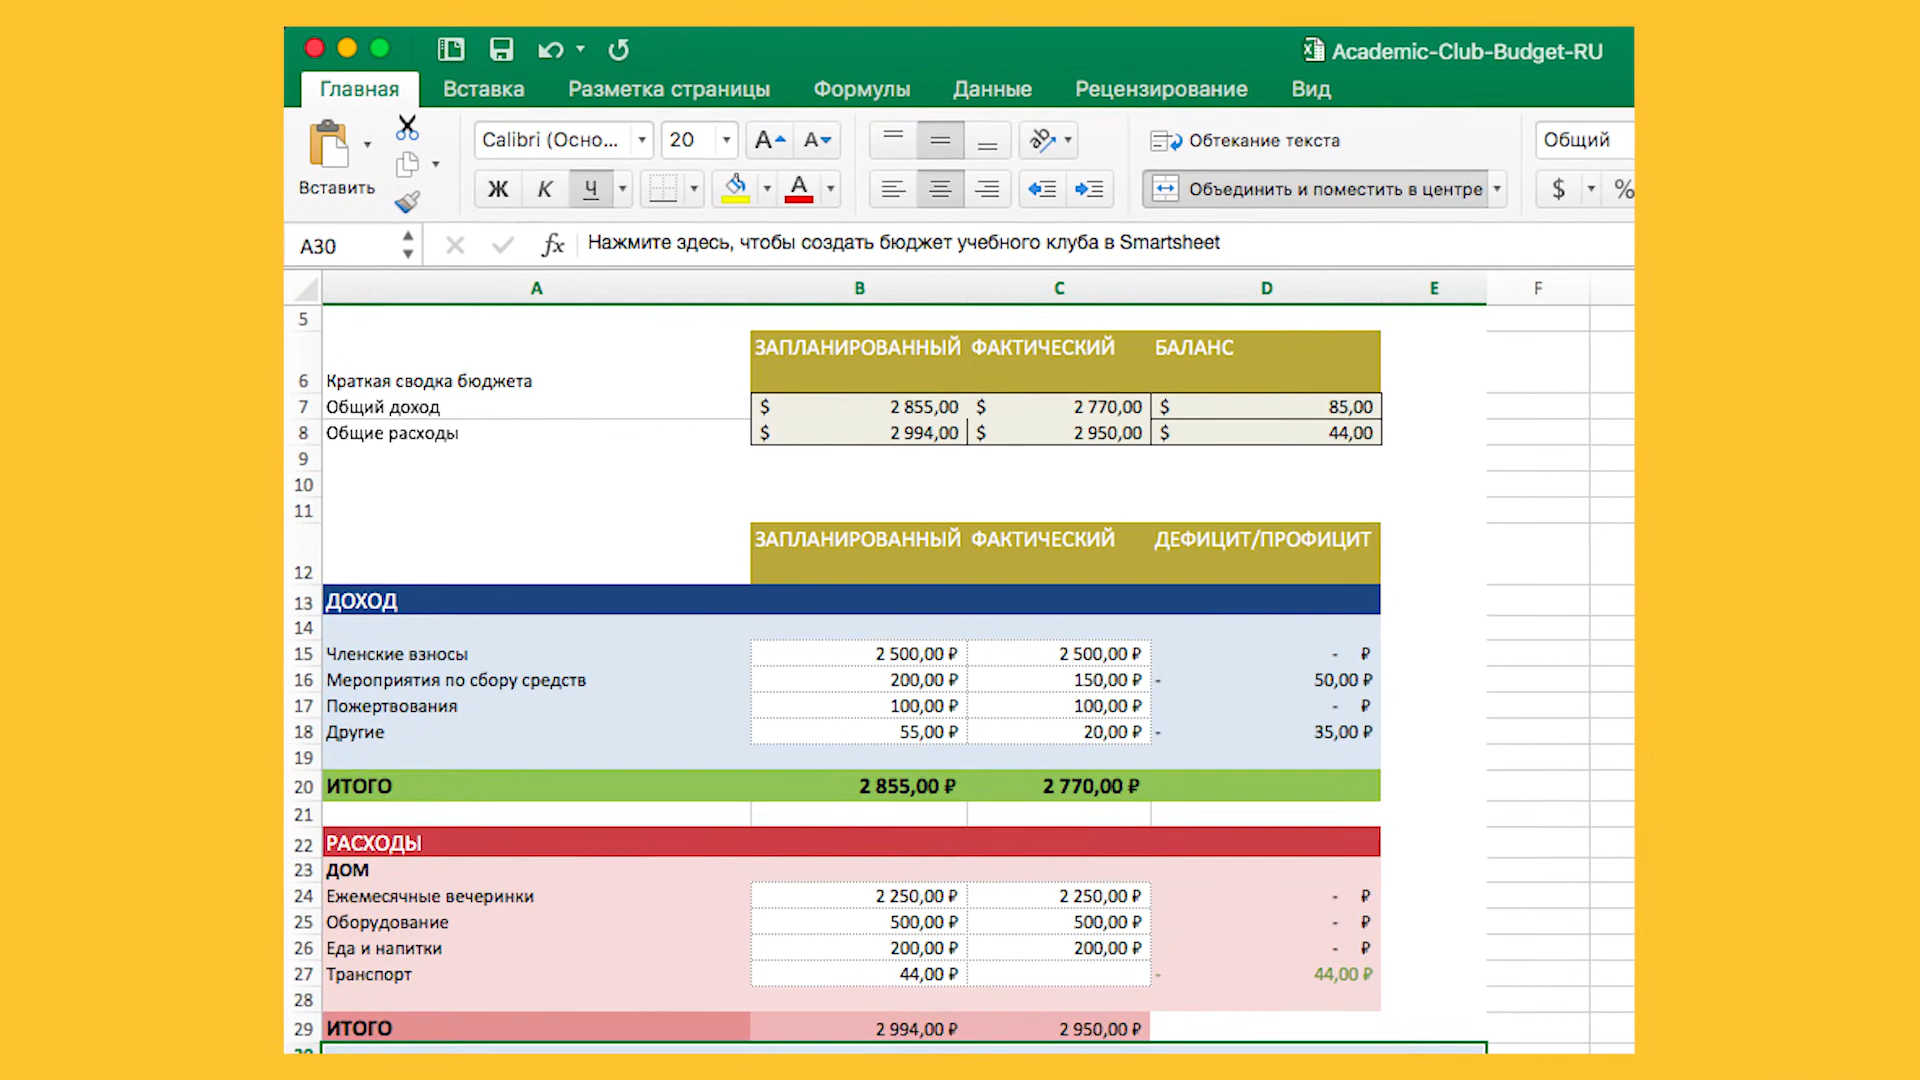 Academic-Club-Budget-RU
Главная Вставка Разметка страницы Формулы Данные Рецензирование Вид
Вставить Calibri (Осно... 20 A A Обтекание текста Общий
Ж К Ч А Объединить и поместить в центре $ %
A30 fx Нажмите здесь, чтобы создать бюджет учебного клуба в Smartsheet
A B C D E F
5
ЗАПЛАНИРОВАННЫЙ ФАКТИЧЕСКИЙ БАЛАНС
6 Краткая сводка бюджета
7 Общий доход $ 2 855,00 $ 2 770,00 $ 85,00
8 Общие расходы $ 2 994,00 $ 2 950,00 $ 44,00
9
10
11
ЗАПЛАНИРОВАННЫЙ ФАКТИЧЕСКИЙ ДЕФИЦИТ/ПРОФИЦИТ
12
13 ДОХОД
14
15 Членские взносы 2 500,00 ₽ 2 500,00 ₽ - ₽
16 Мероприятия по сбору средств 200,00 ₽ 150,00 ₽ - 50,00 ₽
17 Пожертвования 100,00 ₽ 100,00 ₽ - ₽
18 Другие 55,00 ₽ 20,00 ₽ - 35,00 ₽
19
20 ИТОГО 2 855,00 ₽ 2 770,00 ₽
21
22 РАСХОДЫ
23 ДОМ
24 Ежемесячные вечеринки 2 250,00 ₽ 2 250,00 ₽ - ₽
25 Оборудование 500,00 ₽ 500,00 ₽ - ₽
26 Еда и напитки 200,00 ₽ 200,00 ₽ - ₽
27 Транспорт 44,00 ₽ - 44,00 ₽
28
29 ИТОГО 2 994,00 ₽ 2 950,00 ₽